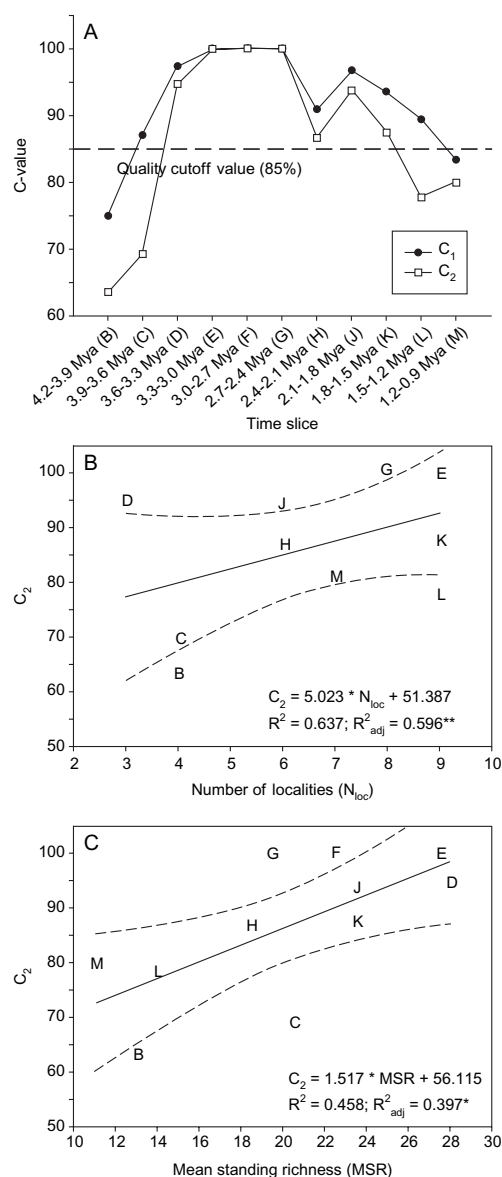 A
100
90
80
70
60
C-value
Quality cutoff value (85%)
C1
C2
4.2-3.9 Mya (B)
3.9-3.6 Mya (C)
3.6-3.3 Mya (D)
3.3-3.0 Mya (E)
3.0-2.7 Mya (F)
2.7-2.4 Mya (G)
2.4-2.1 Mya (H)
2.1-1.8 Mya (J)
1.8-1.5 Mya (K)
1.5-1.2 Mya (L)
1.2-0.9 Mya (M)
Time slice
B
100
90
80
70
60
50
C2
D
G
E
J
H
K
M
L
C
B
C2 = 5.023 * Nloc + 51.387
R2 = 0.637; R2adj = 0.596**
2 3 4 5 6 7 8 9 10
Number of localities (Nloc)
C
100
90
80
70
60
50
C2
G
F
E
J
D
H
K
M
L
C
B
C2 = 1.517 * MSR + 56.115
R2 = 0.458; R2adj = 0.397*
10 12 14 16 18 20 22 24 26 28 30
Mean standing richness (MSR)